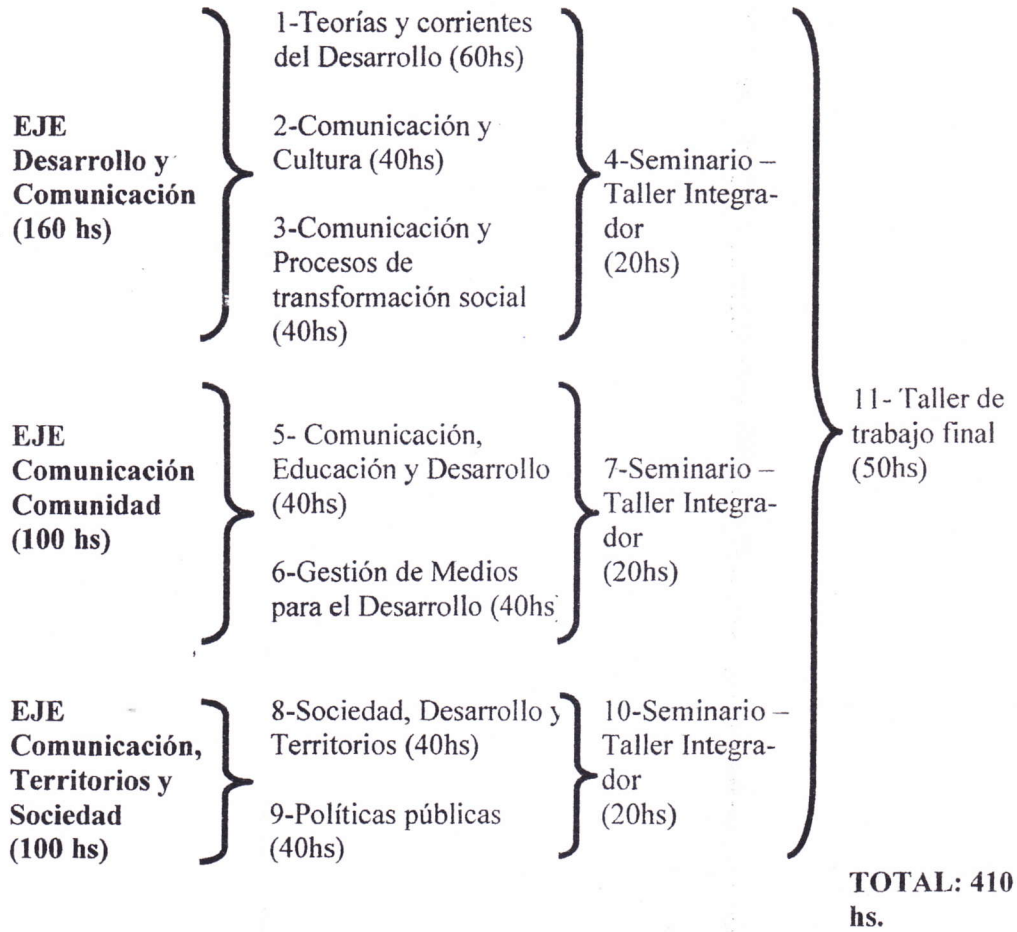 EJE
Desarrollo y
Comunicación
(160 hs)
1-Teorías y corrientes
del Desarrollo (60hs)
2-Comunicación y
Cultura (40hs)
3-Comunicación y
Procesos de
transformación social
(40hs)
4-Seminario –
Taller Integra-
dor
(20hs)
EJE
Comunicación
Comunidad
(100 hs)
5- Comunicación,
Educación y Desarrollo
(40hs)
6-Gestión de Medios
para el Desarrollo (40hs)
7-Seminario –
Taller Integra-
dor
(20hs)
EJE
Comunicación,
Territorios y
Sociedad
(100 hs)
8-Sociedad, Desarrollo y
Territorios (40hs)
9-Políticas públicas
(40hs)
10-Seminario –
Taller Integra-
dor
(20hs)
11- Taller de
trabajo final
(50hs)
TOTAL: 410
hs.